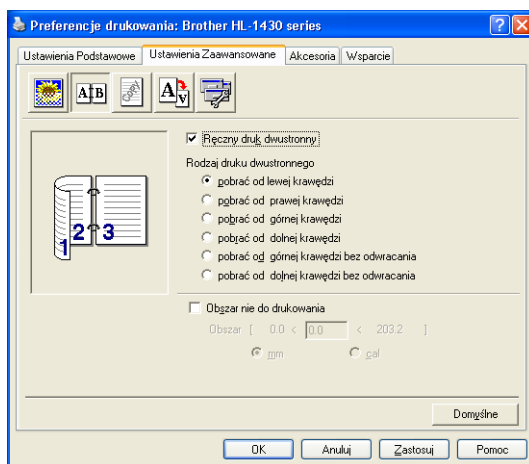 Preferencje drukowania: Brother HL-1430 series
Ustawienia Podstawowe Ustawienia Zaawansowane Akcesoria Wsparcie
A B
A A
Ręczny druk dwustronny
Rodzaj druku dwustronnego
pobrać od lewej krawędzi
pobrać od prawej krawędzi
pobrać od górnej krawędzi
pobrać od dolnej krawędzi
pobrać od górnej krawędzi bez odwracania
pobrać od dolnej krawędzi bez odwracania
1 2 3
Obszar nie do drukowania
Obszar [ 0.0 < 0.0 < 203.2 ]
mm cal
Domyślne
OK Anuluj Zastosuj Pomoc